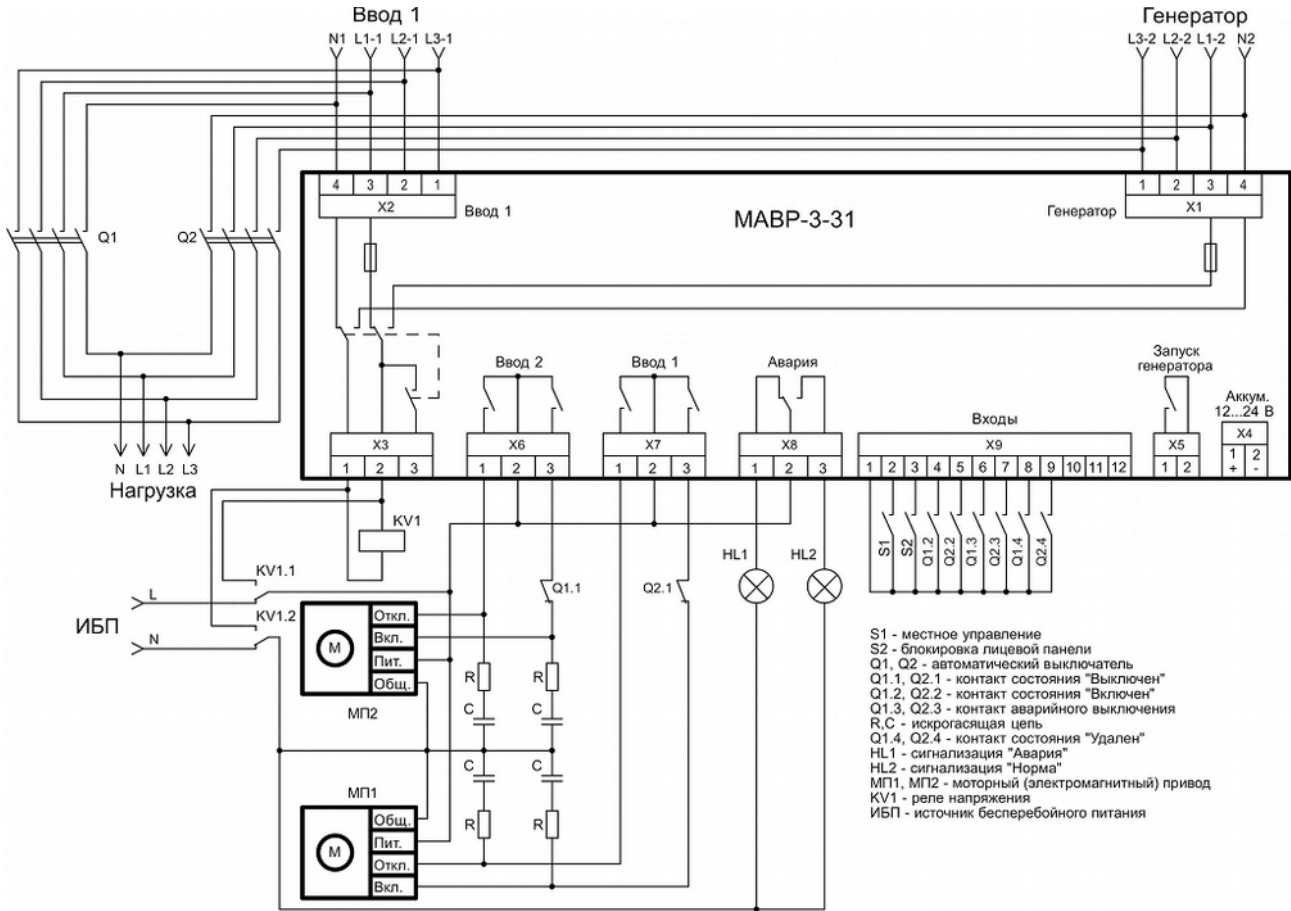 Ввод 1
Генератор
N1 L1-1 L2-1 L3-1
L3-2 L2-2 L1-2 N2
4 3 2 1
X2
Ввод 1
МАВР-3-31
1 2 3 4
Генератор
X1
Q1
Q2
Ввод 2
Ввод 1
Авария
Запуск
генератора
Входы
Аккум.
12...24 В
X3
X6
X7
X8
X9
X5
X4
1 2 3
1 2 3
1 2 3
1 2 3
1 2 3 4 5 6 7 8 9 10 11 12
1 2
1 2
+ -
N L1 L2 L3
Нагрузка
KV1
S1
S2
Q1.2
Q2.2
Q1.3
Q2.3
Q1.4
Q2.4
HL1
HL2
KV1.1
Q1.1
Q2.1
L
ИБП
KV1.2
N
M
Откл.
Вкл.
Пит.
Общ.
МП2
R
R
C
C
C
C
R
R
МП1
M
Общ.
Пит.
Откл.
Вкл.
S1 - местное управление
S2 - блокировка лицевой панели
Q1, Q2 - автоматический выключатель
Q1.1, Q2.1 - контакт состояния "Выключен"
Q1.2, Q2.2 - контакт состояния "Включен"
Q1.3, Q2.3 - контакт аварийного выключения
R,C - искрогасящая цепь
Q1.4, Q2.4 - контакт состояния "Удален"
HL1 - сигнализация "Авария"
HL2 - сигнализация "Норма"
МП1, МП2 - моторный (электромагнитный) привод
KV1 - реле напряжения
ИБП - источник бесперебойного питания